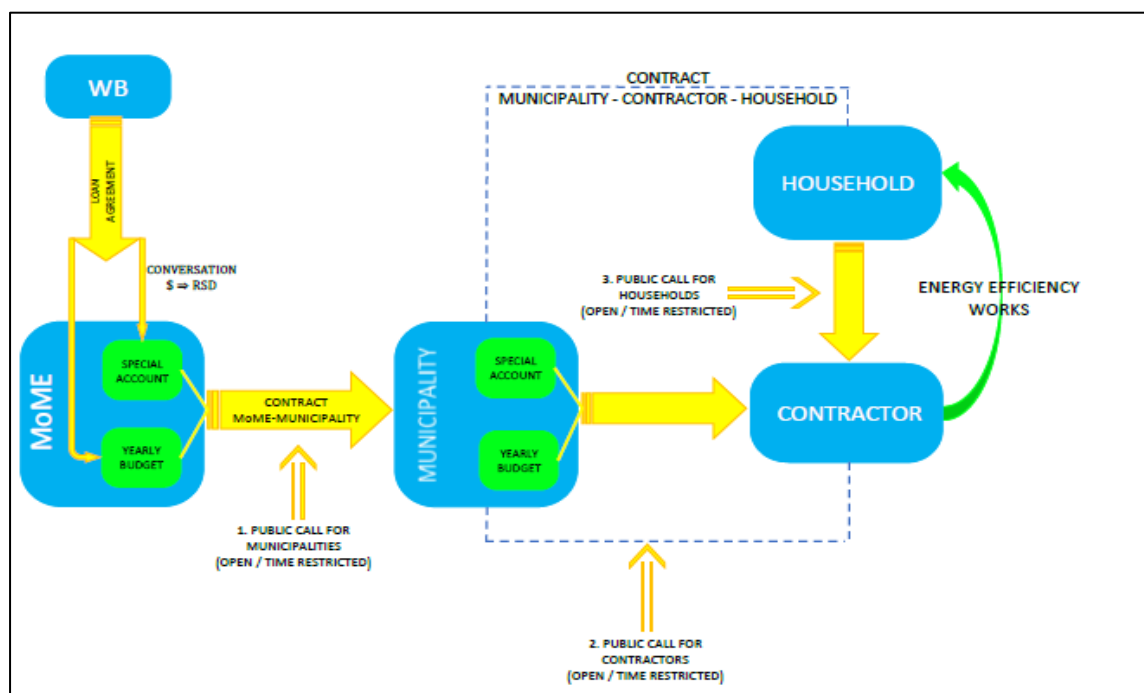 WB
LOAN
AGREEMENT
CONVERSATION
$ ⇒ RSD
MoME
SPECIAL
ACCOUNT
YEARLY
BUDGET
CONTRACT
MoME-MUNICIPALITY
1. PUBLIC CALL FOR
MUNICIPALITIES
(OPEN / TIME RESTRICTED)
CONTRACT
MUNICIPALITY - CONTRACTOR - HOUSEHOLD
MUNICIPALITY
SPECIAL
ACCOUNT
YEARLY
BUDGET
HOUSEHOLD
3. PUBLIC CALL FOR
HOUSEHOLDS
(OPEN / TIME RESTRICTED)
ENERGY EFFICIENCY
WORKS
CONTRACTOR
2. PUBLIC CALL FOR
CONTRACTORS
(OPEN / TIME RESTRICTED)